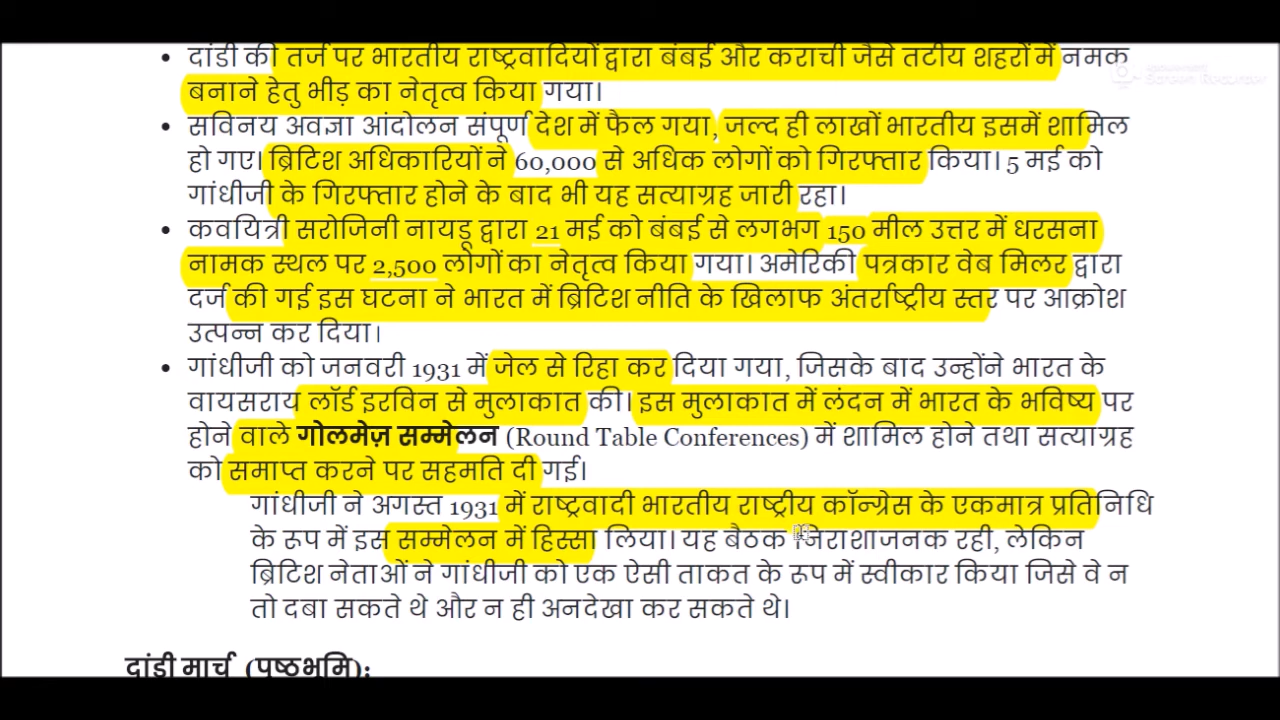 दांडी की तर्ज पर भारतीय राष्ट्रवादियों द्वारा बंबई और कराची जैसे तटीय शहरों में नमक
बनाने हेतु भीड़ का नेतृत्व किया गया।
सविनय अवज्ञा आंदोलन संपूर्ण देश में फैल गया, जल्द ही लाखों भारतीय इसमें शामिल
हो गए। ब्रिटिश अधिकारियों ने 60,000 से अधिक लोगों को गिरफ्तार किया। 5 मई को
गांधीजी के गिरफ्तार होने के बाद भी यह सत्याग्रह जारी रहा।
कवयित्री सरोजिनी नायडू द्वारा 21 मई को बंबई से लगभग 150 मील उत्तर में धरसना
नामक स्थल पर 2,500 लोगों का नेतृत्व किया गया। अमेरिकी पत्रकार वेब मिलर द्वारा
दर्ज की गई इस घटना ने भारत में ब्रिटिश नीति के खिलाफ अंतर्राष्ट्रीय स्तर पर आक्रोश
उत्पन्न कर दिया।
गांधीजी को जनवरी 1931 में जेल से रिहा कर दिया गया, जिसके बाद उन्होंने भारत के
वायसराय लॉर्ड इरविन से मुलाकात की। इस मुलाकात में लंदन में भारत के भविष्य पर
होने वाले गोलमेज़ सम्मेलन (Round Table Conferences) में शामिल होने तथा सत्याग्रह
को समाप्त करने पर सहमति दी गई।
गांधीजी ने अगस्त 1931 में राष्ट्रवादी भारतीय राष्ट्रीय कॉन्ग्रेस के एकमात्र प्रतिनिधि
के रूप में इस सम्मेलन में हिस्सा लिया। यह बैठक निराशाजनक रही, लेकिन
ब्रिटिश नेताओं ने गांधीजी को एक ऐसी ताकत के रूप में स्वीकार किया जिसे वे न
तो दबा सकते थे और न ही अनदेखा कर सकते थे।
दांडी मार्च (पृष्ठभूमि):